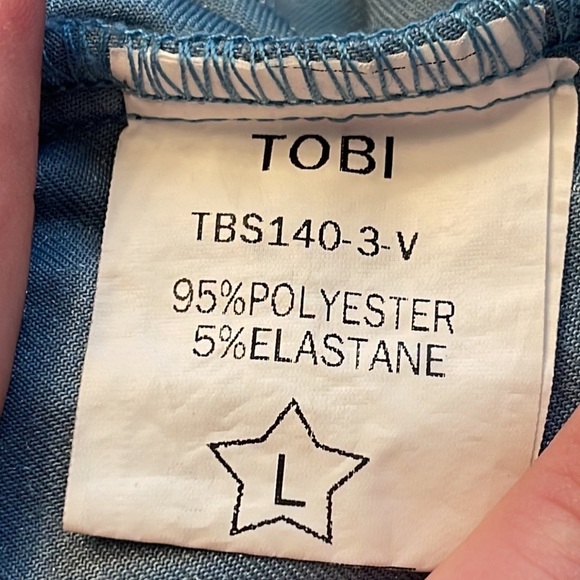 TOBI
TBS140-3-V
95%POLYESTER
5%ELASTANE
L